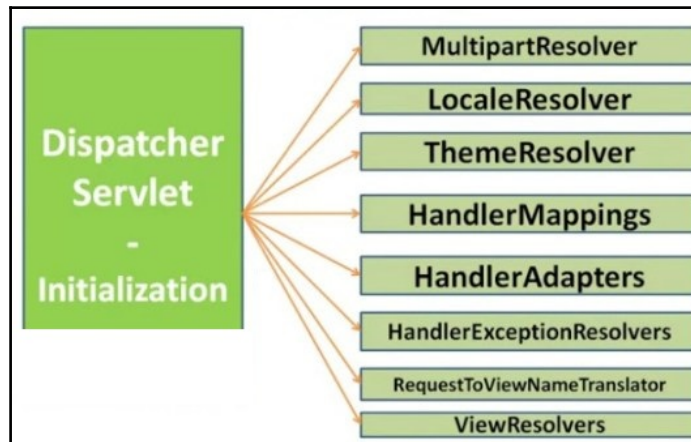 Dispatcher
Servlet
-
Initialization
MultipartResolver
LocaleResolver
ThemeResolver
HandlerMappings
HandlerAdapters
HandlerExceptionResolvers
RequestToViewNameTranslator
ViewResolvers